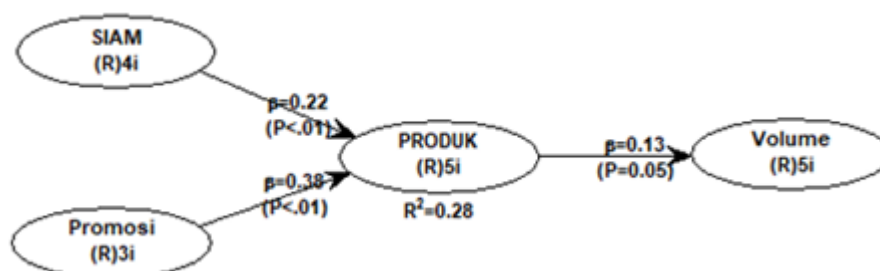 SIAM
(R)4i
β=0.22
(P<.01)
PRODUK
(R)5i
R²=0.28
β=0.13
(P=0.05)
Volume
(R)5i
β=0.38
(P<.01)
Promosi
(R)3i